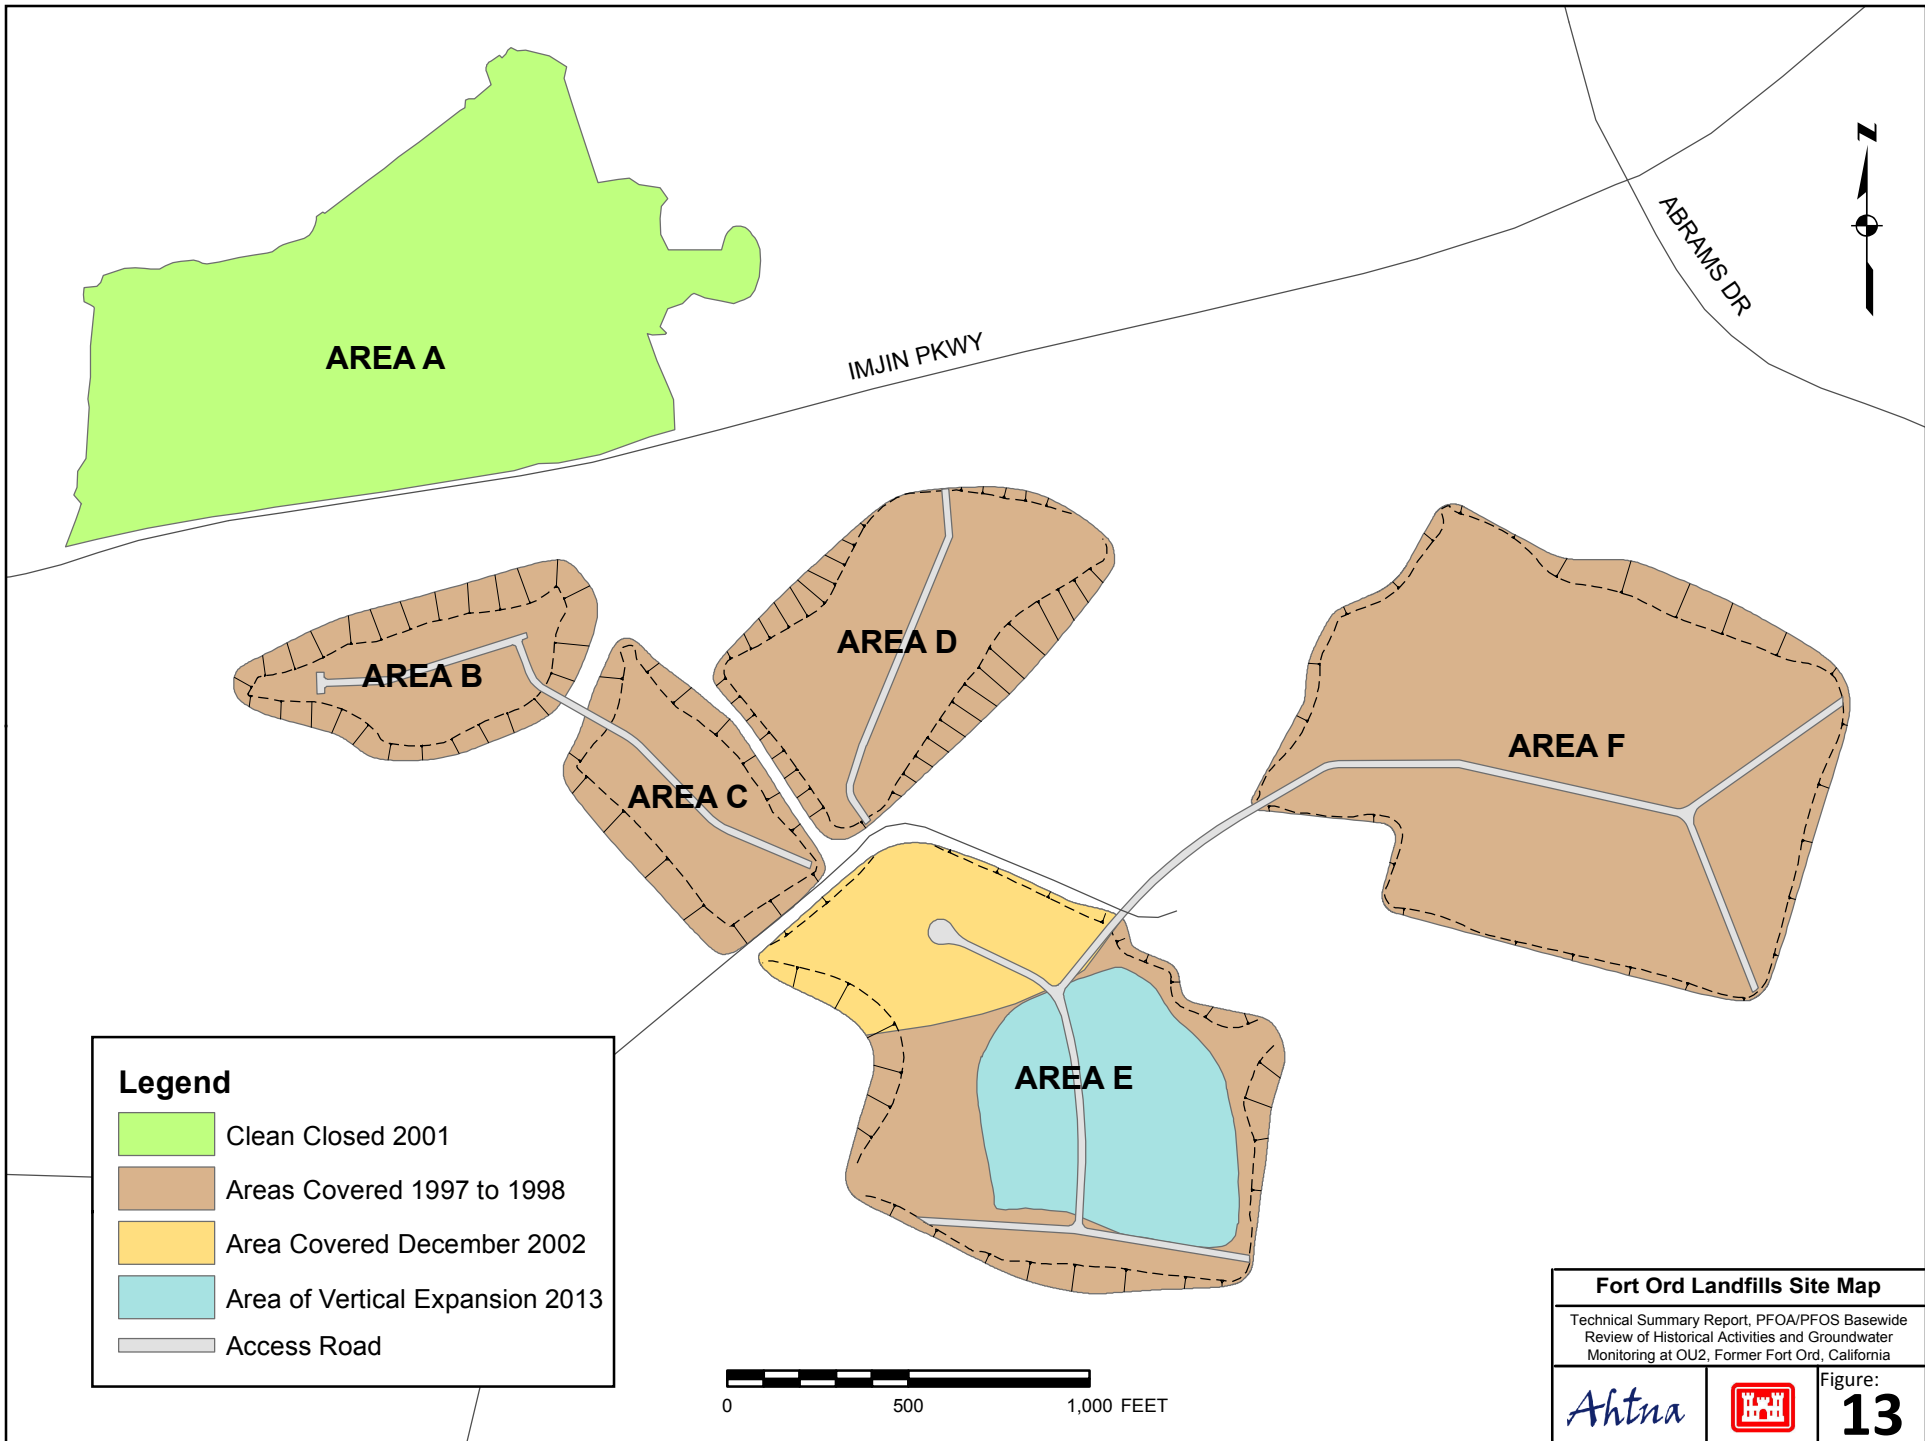 AREA A
IMJIN PKWY
ABRAMS DR
N
AREA B
AREA C
AREA D
AREA F
AREA E
Legend
Clean Closed 2001
Areas Covered 1997 to 1998
Area Covered December 2002
Area of Vertical Expansion 2013
Access Road
0 500 1,000 FEET
Fort Ord Landfills Site Map
Technical Summary Report, PFOA/PFOS Basewide
Review of Historical Activities and Groundwater
Monitoring at OU2, Former Fort Ord, California
Ahtna
Figure:
13